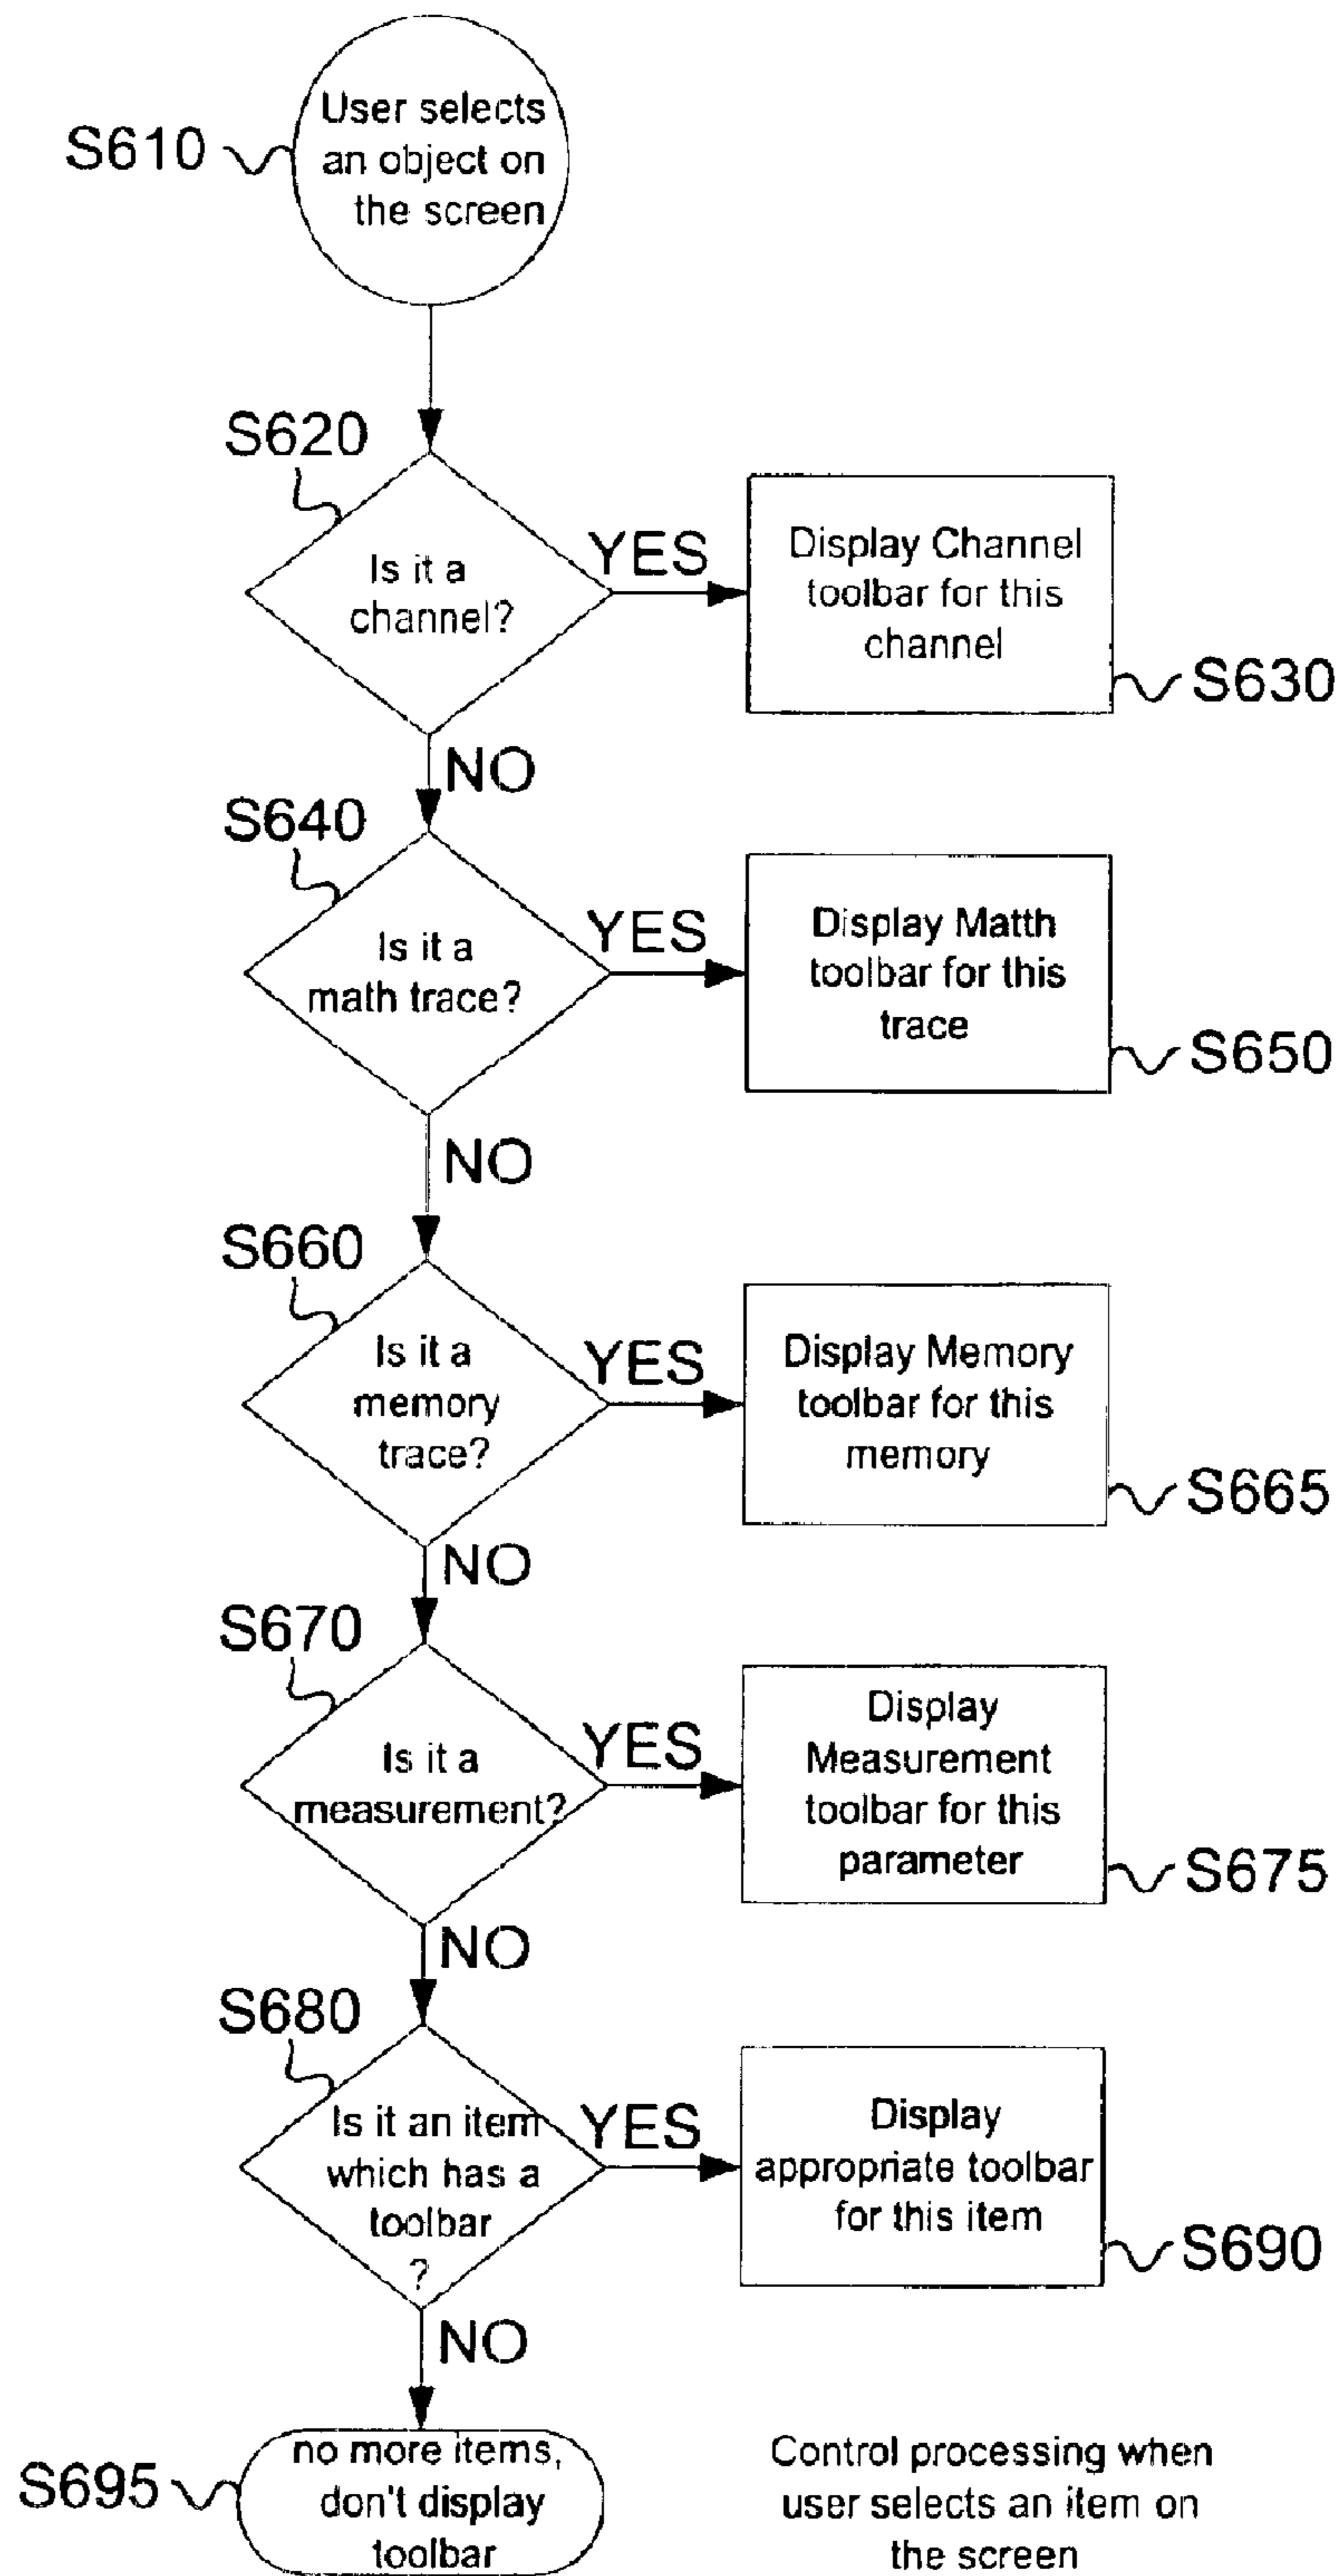 User selects
an object on
the screen
S610
S620
Is it a
channel?
YES
Display Channel
toolbar for this
channel
S630
NO
S640
Is it a
math trace?
YES
Display Matth
toolbar for this
trace
S650
NO
S660
Is it a
memory
trace?
YES
Display Memory
toolbar for this
memory
S665
NO
S670
Is it a
measurement?
YES
Display
Measurement
toolbar for this
parameter
S675
NO
S680
Is it an item
which has a
toolbar
?
YES
Display
appropriate toolbar
for this item
S690
NO
S695
no more items,
don't display
toolbar
Control processing when
user selects an item on
the screen